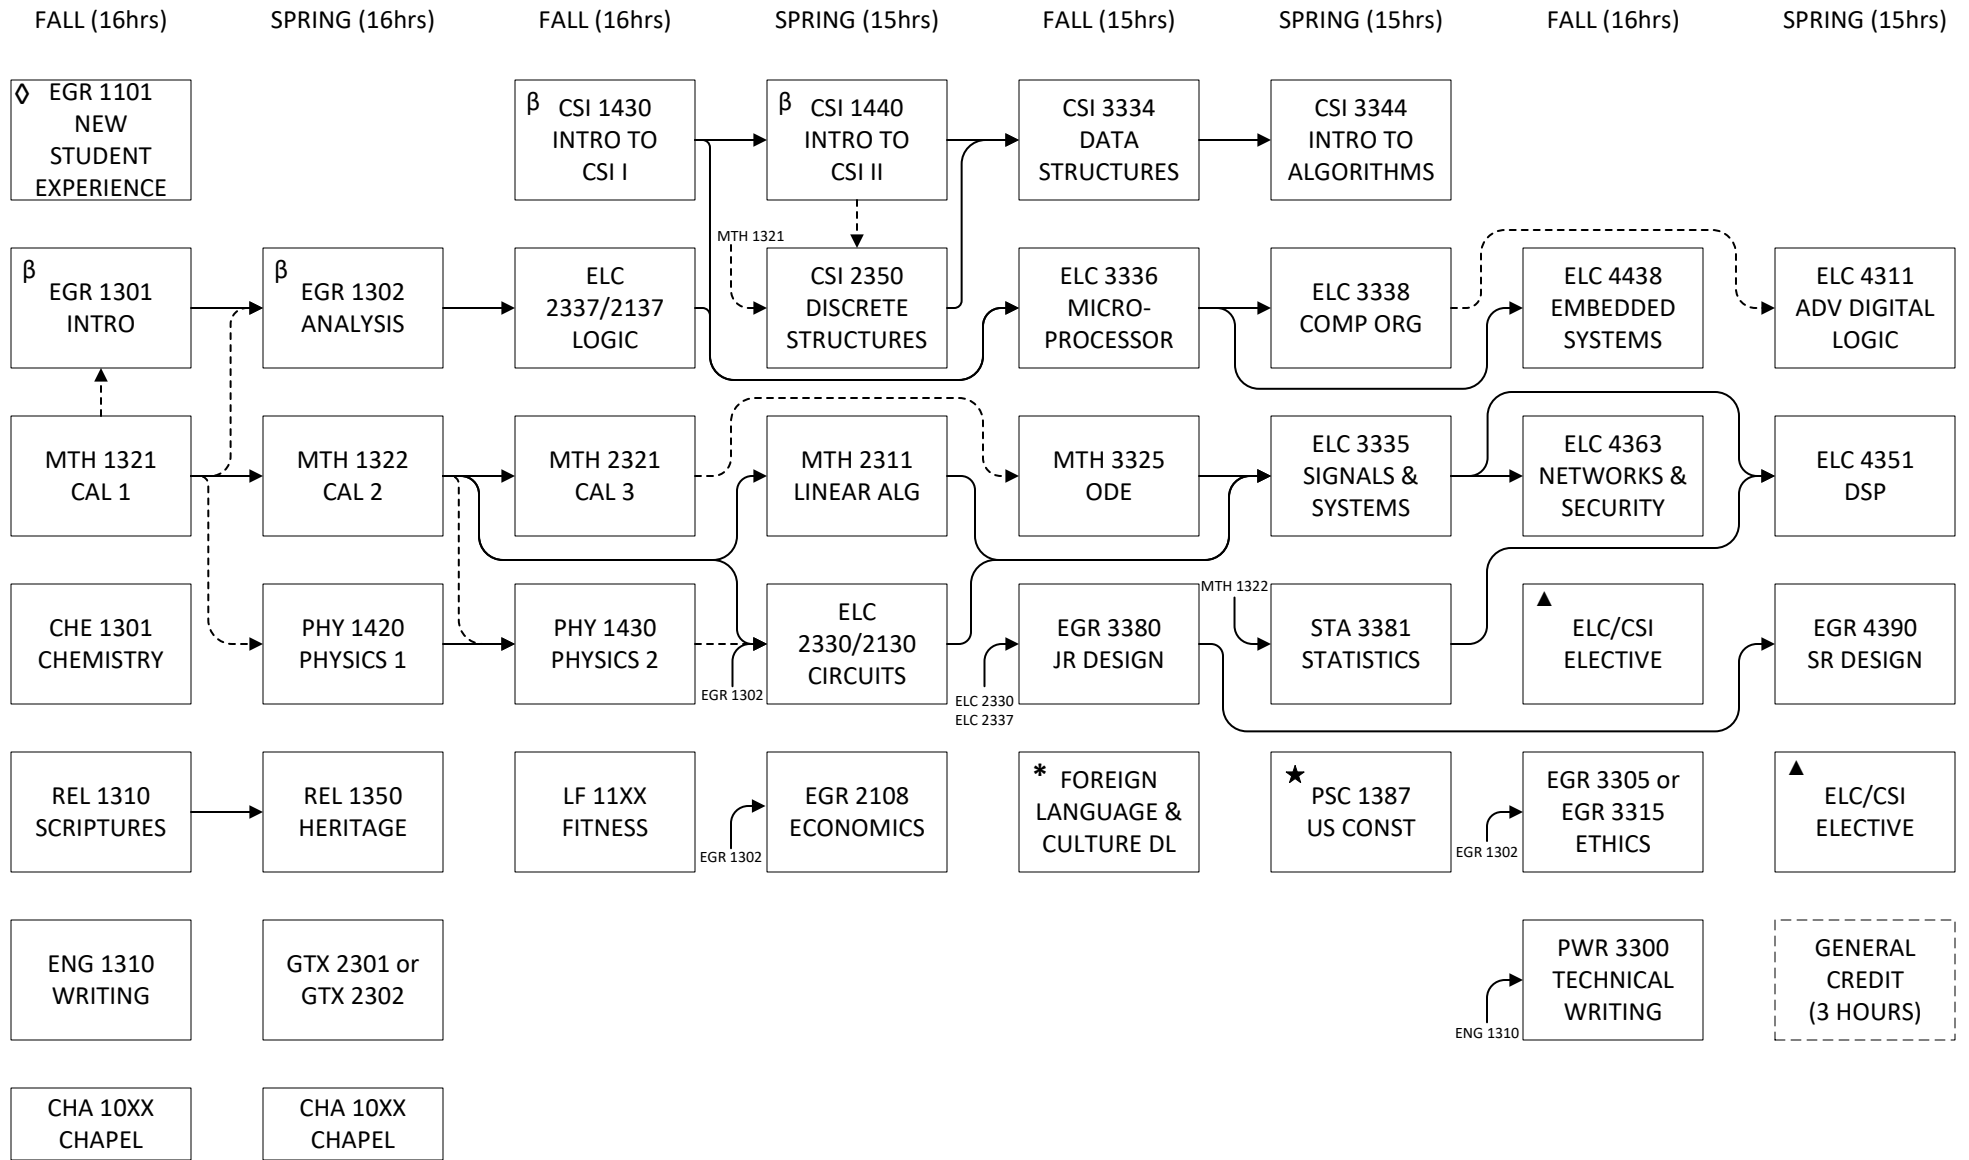 FALL (16hrs)
SPRING (16hrs)
FALL (16hrs)
SPRING (15hrs)
FALL (15hrs)
SPRING (15hrs)
FALL (16hrs)
SPRING (15hrs)
◊ EGR 1101
NEW
STUDENT
EXPERIENCE
β CSI 1430
INTRO TO
CSI I
β CSI 1440
INTRO TO
CSI II
CSI 3334
DATA
STRUCTURES
CSI 3344
INTRO TO
ALGORITHMS
β
EGR 1301
INTRO
β
EGR 1302
ANALYSIS
ELC
2337/2137
LOGIC
MTH 1321
CSI 2350
DISCRETE
STRUCTURES
ELC 3336
MICRO-
PROCESSOR
ELC 3338
COMP ORG
ELC 4438
EMBEDDED
SYSTEMS
ELC 4311
ADV DIGITAL
LOGIC
MTH 1321
CAL 1
MTH 1322
CAL 2
MTH 2321
CAL 3
MTH 2311
LINEAR ALG
MTH 3325
ODE
ELC 3335
SIGNALS &
SYSTEMS
ELC 4363
NETWORKS &
SECURITY
ELC 4351
DSP
CHE 1301
CHEMISTRY
PHY 1420
PHYSICS 1
PHY 1430
PHYSICS 2
EGR 1302
ELC
2330/2130
CIRCUITS
ELC 2330
ELC 2337
EGR 3380
JR DESIGN
MTH 1322
STA 3381
STATISTICS
▲
ELC/CSI
ELECTIVE
EGR 4390
SR DESIGN
REL 1310
SCRIPTURES
REL 1350
HERITAGE
LF 11XX
FITNESS
EGR 1302
EGR 2108
ECONOMICS
* FOREIGN
LANGUAGE &
CULTURE DL
★ PSC 1387
US CONST
EGR 1302
EGR 3305 or
EGR 3315
ETHICS
▲
ELC/CSI
ELECTIVE
ENG 1310
WRITING
GTX 2301 or
GTX 2302
ENG 1310
PWR 3300
TECHNICAL
WRITING
GENERAL
CREDIT
(3 HOURS)
CHA 10XX
CHAPEL
CHA 10XX
CHAPEL